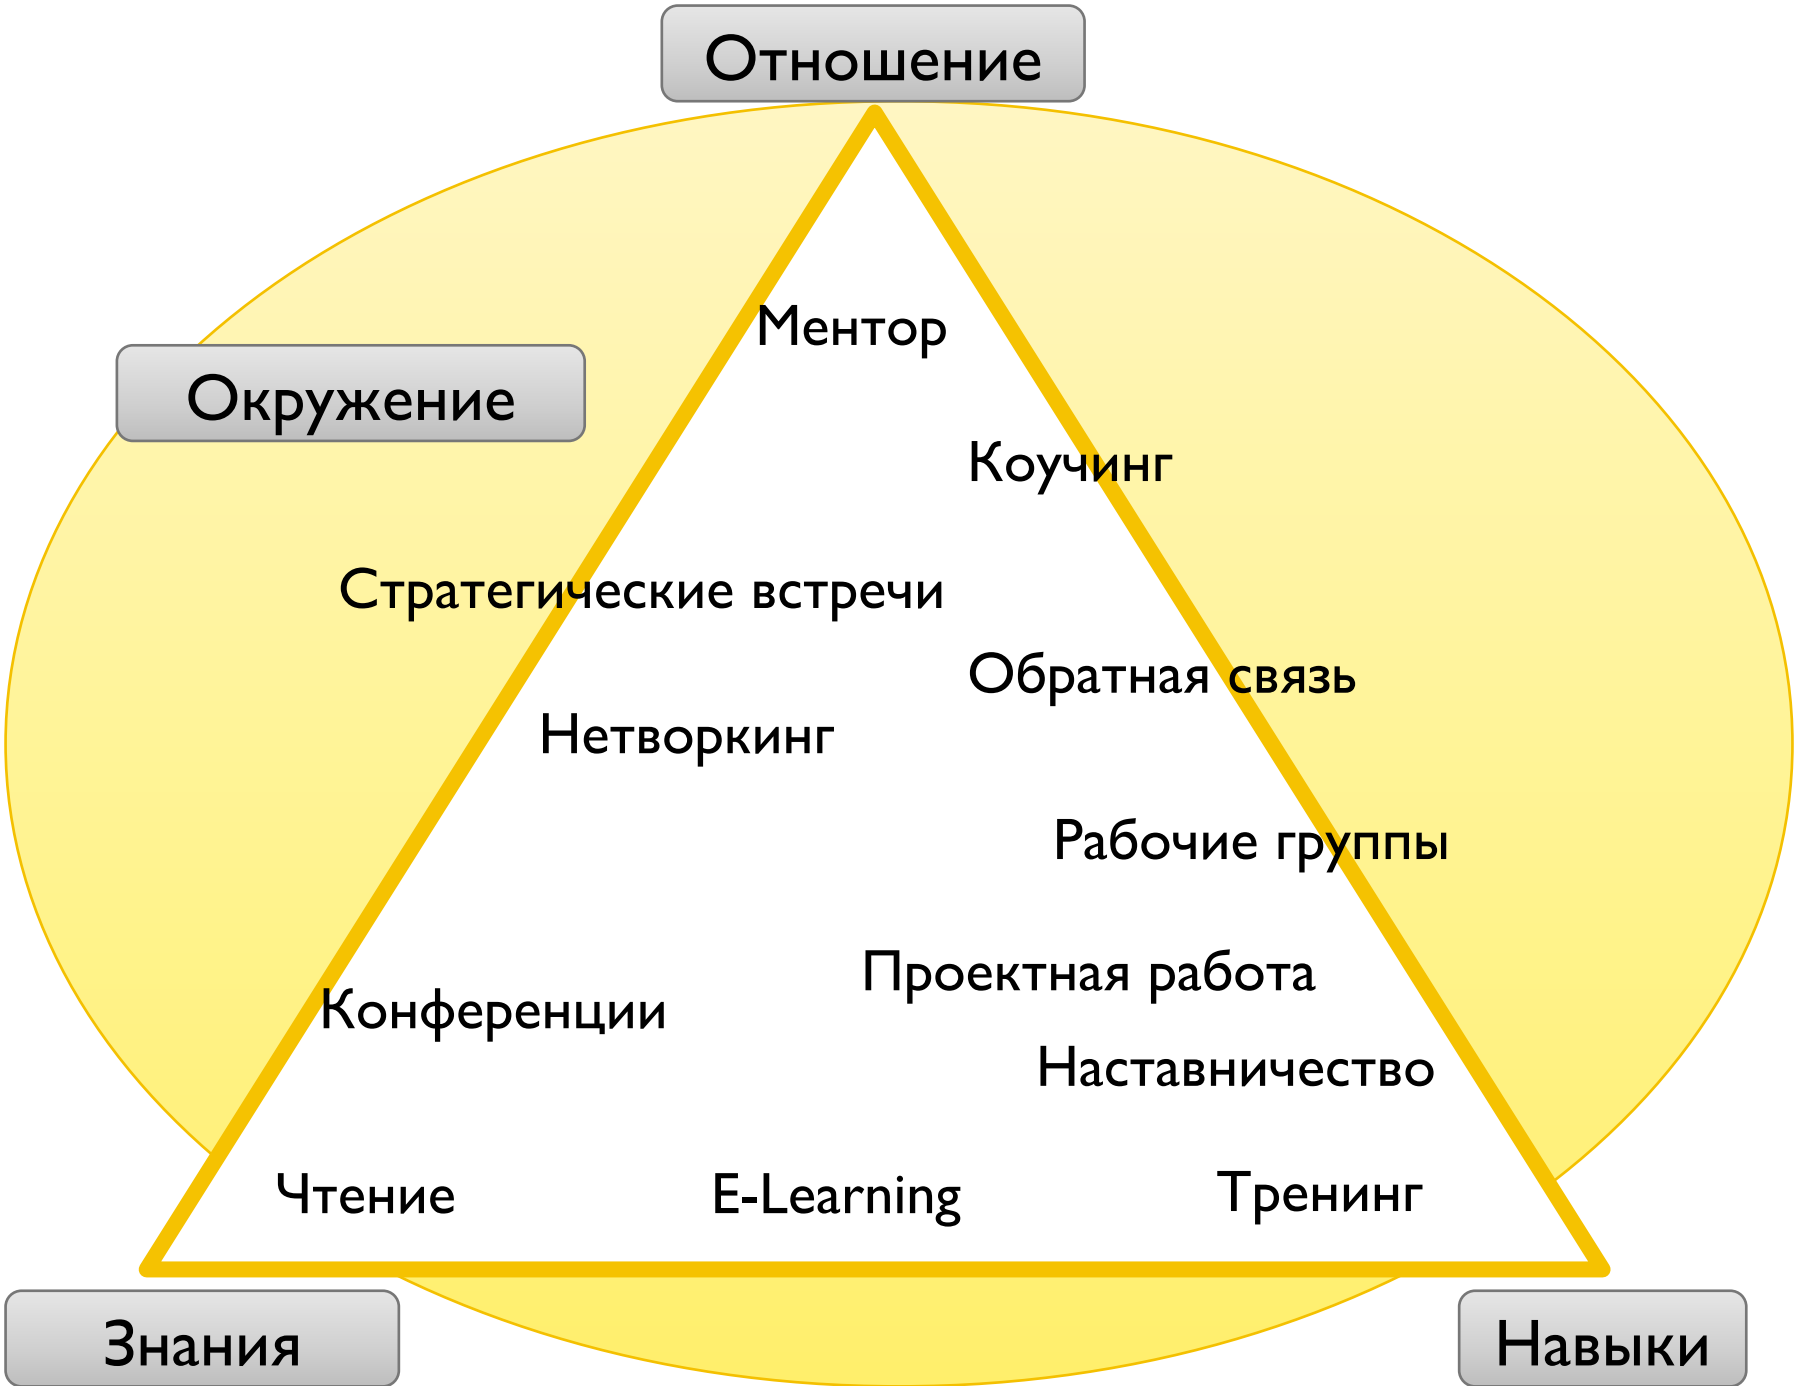 Отношение
Ментор
Окружение
Коучинг
Стратегические встречи
Обратная связь
Нетворкинг
Рабочие группы
Проектная работа
Конференции
Наставничество
Чтение
E-Learning
Тренинг
Знания
Навыки